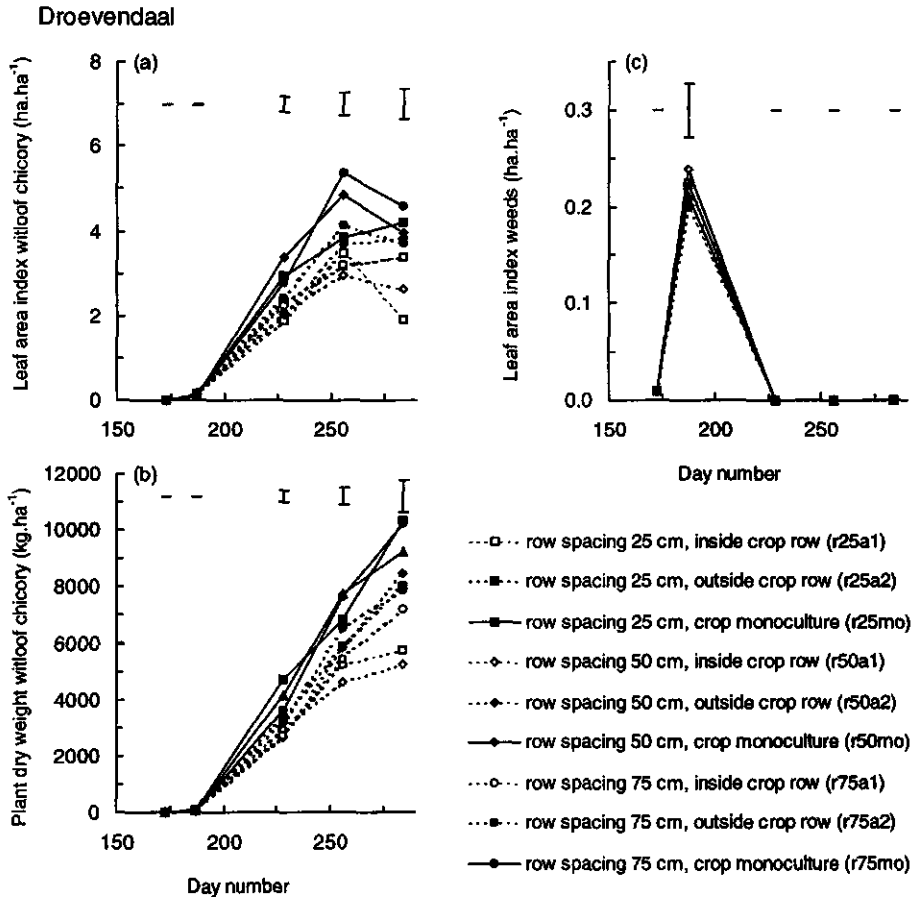 Droevendaal
(a)
Leaf area index witloof chicory (ha.ha⁻¹)
8
6
4
2
0
150
200
250
300
(c)
Leaf area index weeds (ha.ha⁻¹)
0.3
0.2
0.1
0.0
150
200
250
300
Day number
(b)
Plant dry weight witloof chicory (kg.ha⁻¹)
12000
10000
8000
6000
4000
2000
0
150
200
250
300
Day number
row spacing 25 cm, inside crop row (r25a1)
row spacing 25 cm, outside crop row (r25a2)
row spacing 25 cm, crop monoculture (r25mo)
row spacing 50 cm, inside crop row (r50a1)
row spacing 50 cm, outside crop row (r50a2)
row spacing 50 cm, crop monoculture (r50mo)
row spacing 75 cm, inside crop row (r75a1)
row spacing 75 cm, outside crop row (r75a2)
row spacing 75 cm, crop monoculture (r75mo)